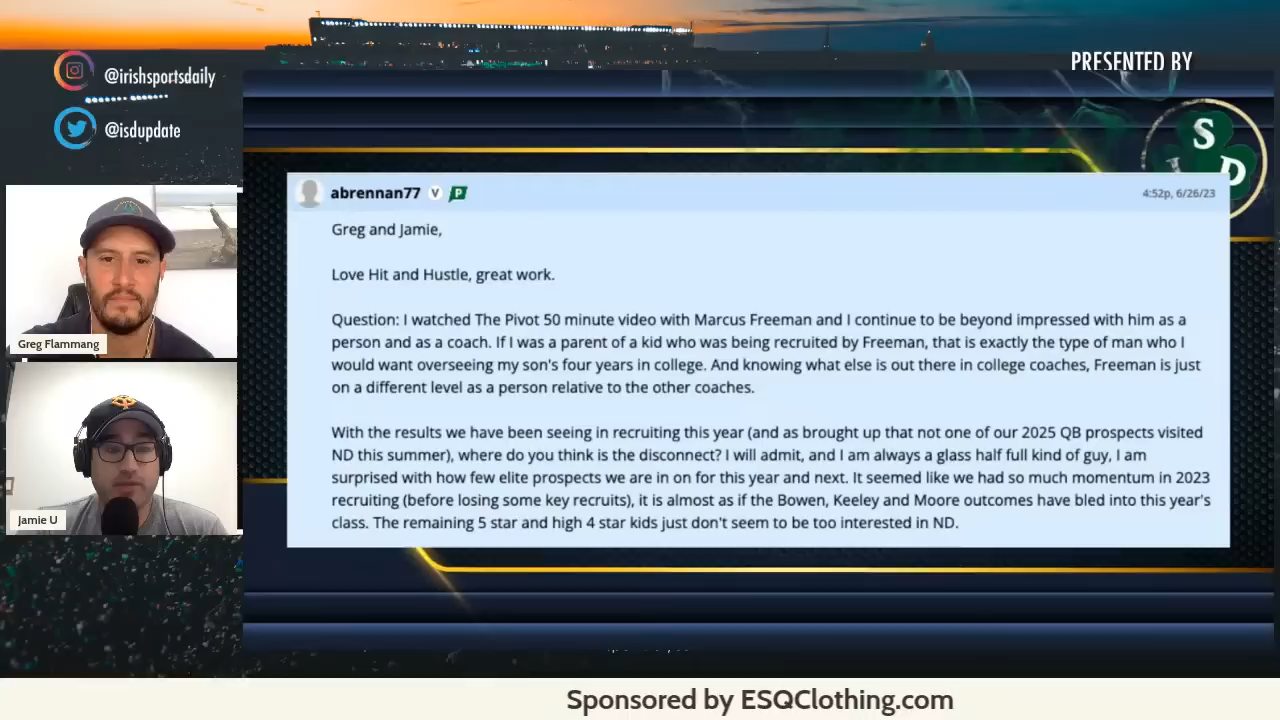 @irishsportsdaily
@isdupdate
PRESENTED BY
S
I
D
abrennan77 V P
4:52p, 6/26/23
Greg and Jamie,
Love Hit and Hustle, great work.
Question: I watched The Pivot 50 minute video with Marcus Freeman and I continue to be beyond impressed with him as a
person and as a coach. If I was a parent of a kid who was being recruited by Freeman, that is exactly the type of man who I
would want overseeing my son's four years in college. And knowing what else is out there in college coaches, Freeman is just
on a different level as a person relative to the other coaches.
With the results we have been seeing in recruiting this year (and as brought up that not one of our 2025 QB prospects visited
ND this summer), where do you think is the disconnect? I will admit, and I am always a glass half full kind of guy, I am
surprised with how few elite prospects we are in on for this year and next. It seemed like we had so much momentum in 2023
recruiting (before losing some key recruits), it is almost as if the Bowen, Keeley and Moore outcomes have bled into this year's
class. The remaining 5 star and high 4 star kids just don't seem to be too interested in ND.
Greg Flammang
Jamie U
Sponsored by ESQClothing.com